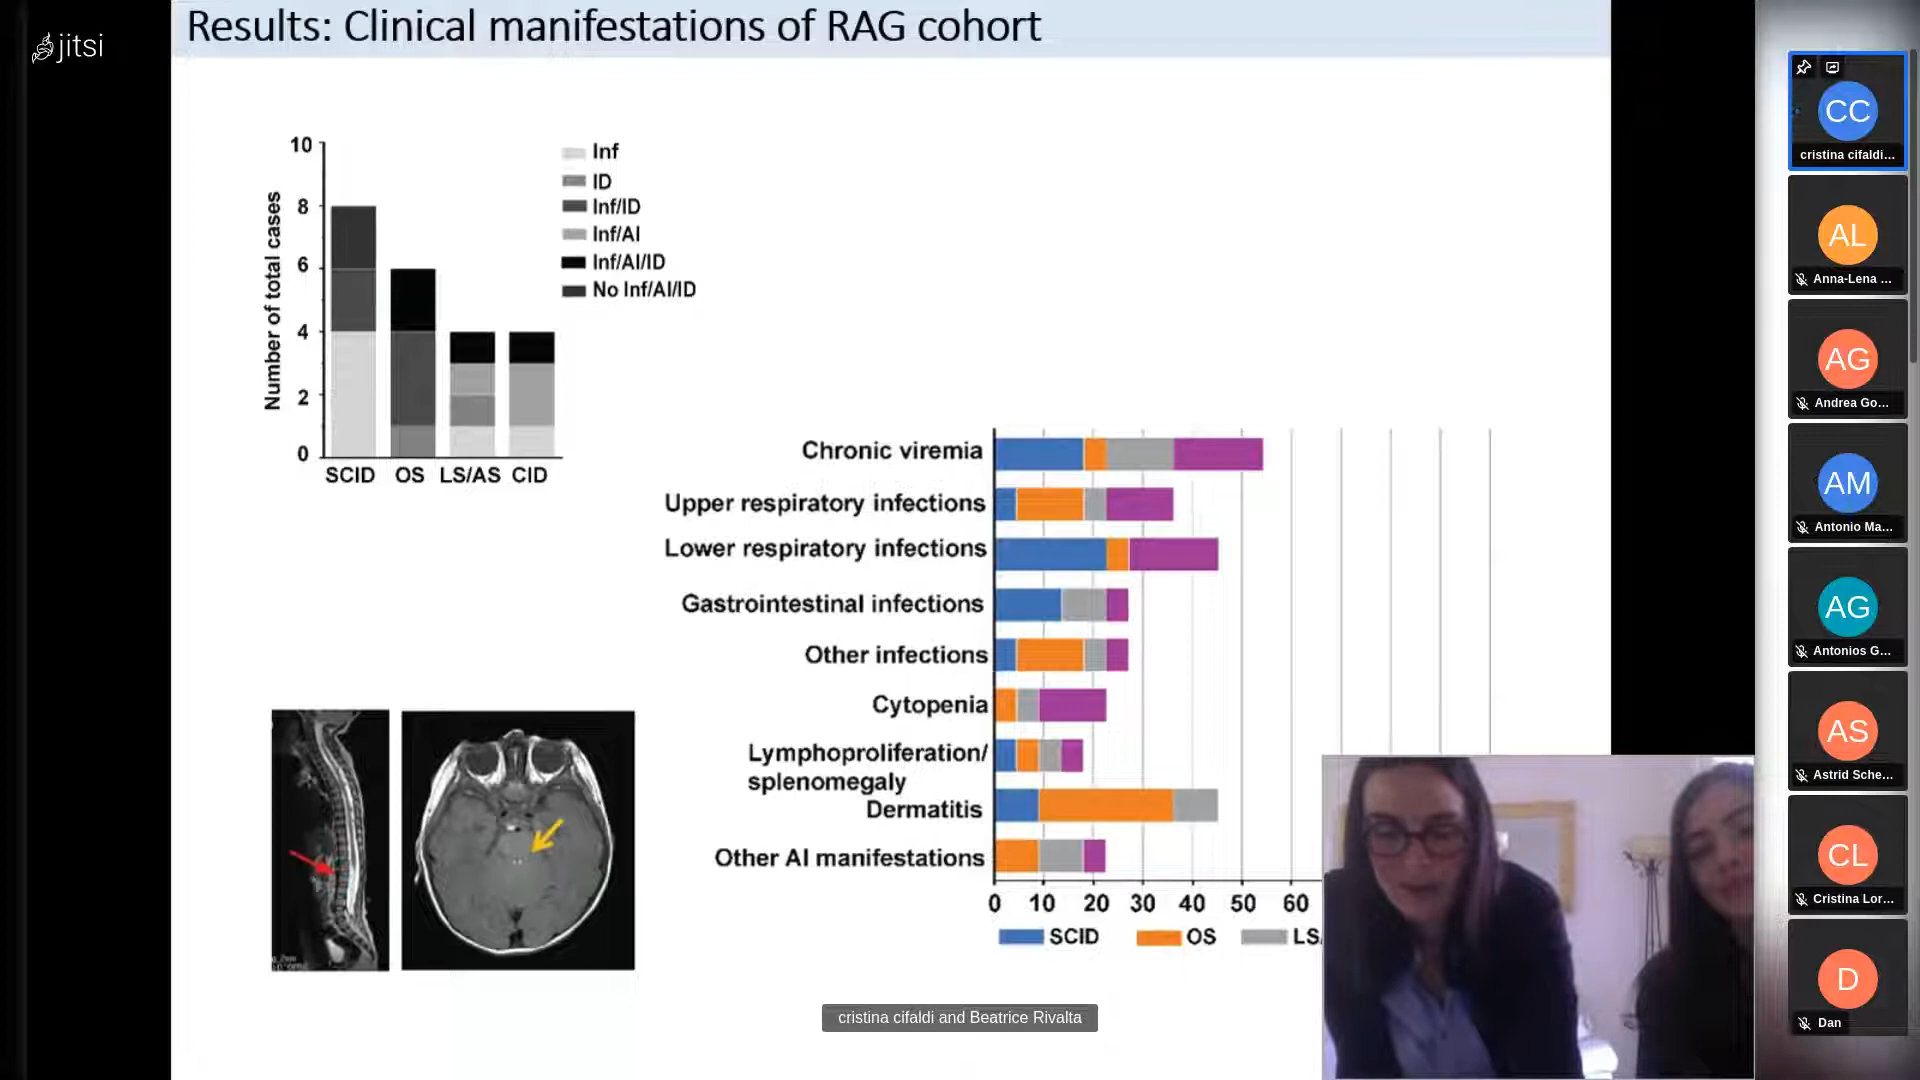 Results: Clinical manifestations of RAG cohort
jitsi
Number of total cases
10
8
6
4
2
0
SCID OS LS/AS CID
Inf
ID
Inf/ID
Inf/AI
Inf/AI/ID
No Inf/AI/ID
Chronic viremia
Upper respiratory infections
Lower respiratory infections
Gastrointestinal infections
Other infections
Cytopenia
Lymphoproliferation/
splenomegaly
Dermatitis
Other AI manifestations
0 10 20 30 40 50 60
SCID OS LS/
cristina cifaldi and Beatrice Rivalta
CC
cristina cifaldi...
AL
Anna-Lena ...
AG
Andrea Go...
AM
Antonio Ma...
AG
Antonios G...
AS
Astrid Sche...
CL
Cristina Lor...
D
Dan